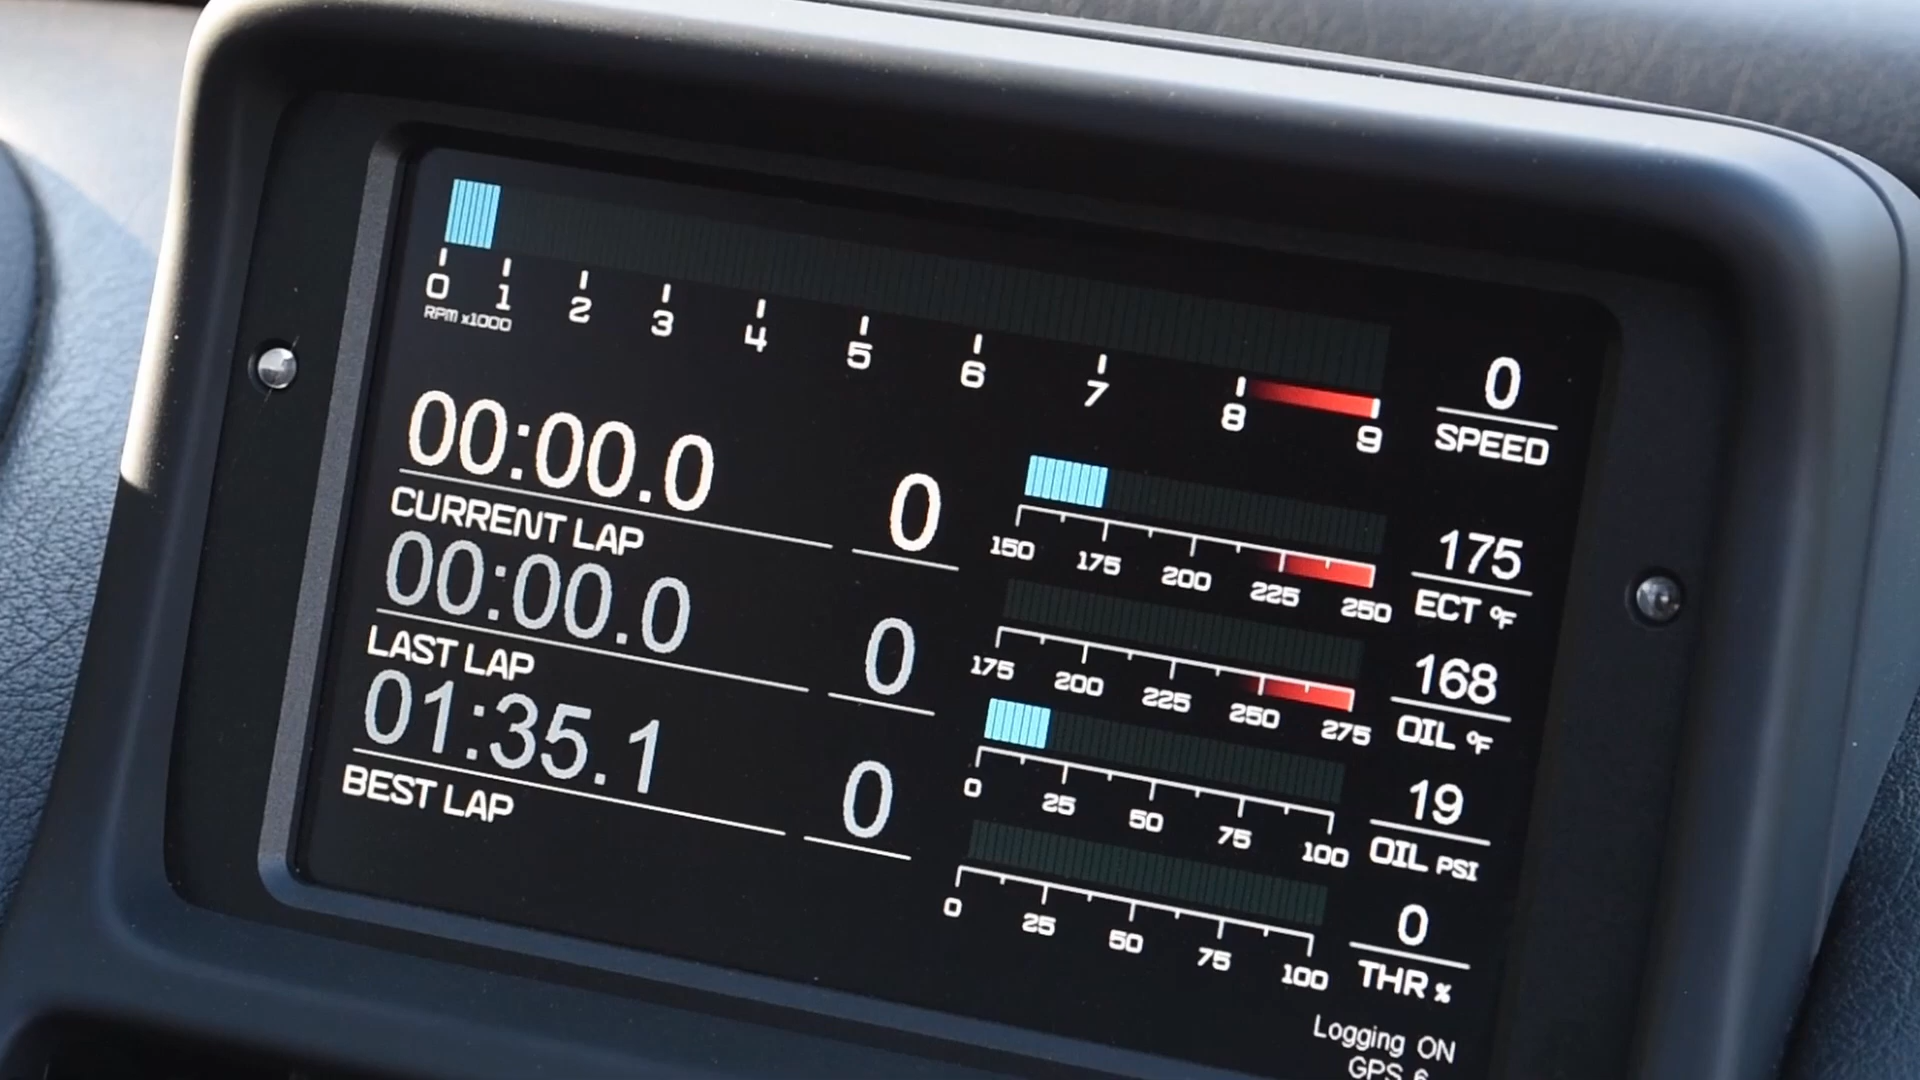 0 1 2 3 4 5 6 7 8 9
RPM x1000
0
SPEED
00:00.0 0
CURRENT LAP
00:00.0 0
LAST LAP
01:35.1 0
BEST LAP
150 175 200 225 250
175
ECT °F
175 200 225 250 275
168
OIL °F
0 25 50 75 100
19
OIL PSI
0 25 50 75 100
0
THR %
Logging ON
GPS 6